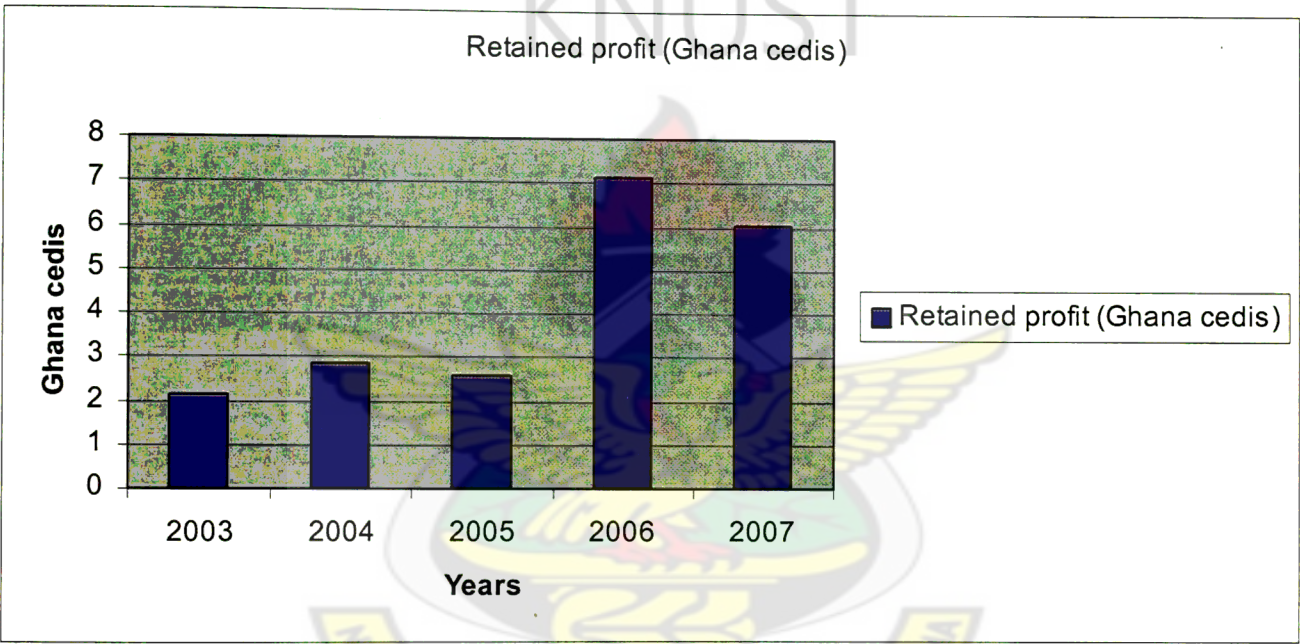 KNUST
Retained profit (Ghana cedis)
8
7
6
5
4
3
2
1
0
Ghana cedis
2003 2004 2005 2006 2007
Years
Retained profit (Ghana cedis)